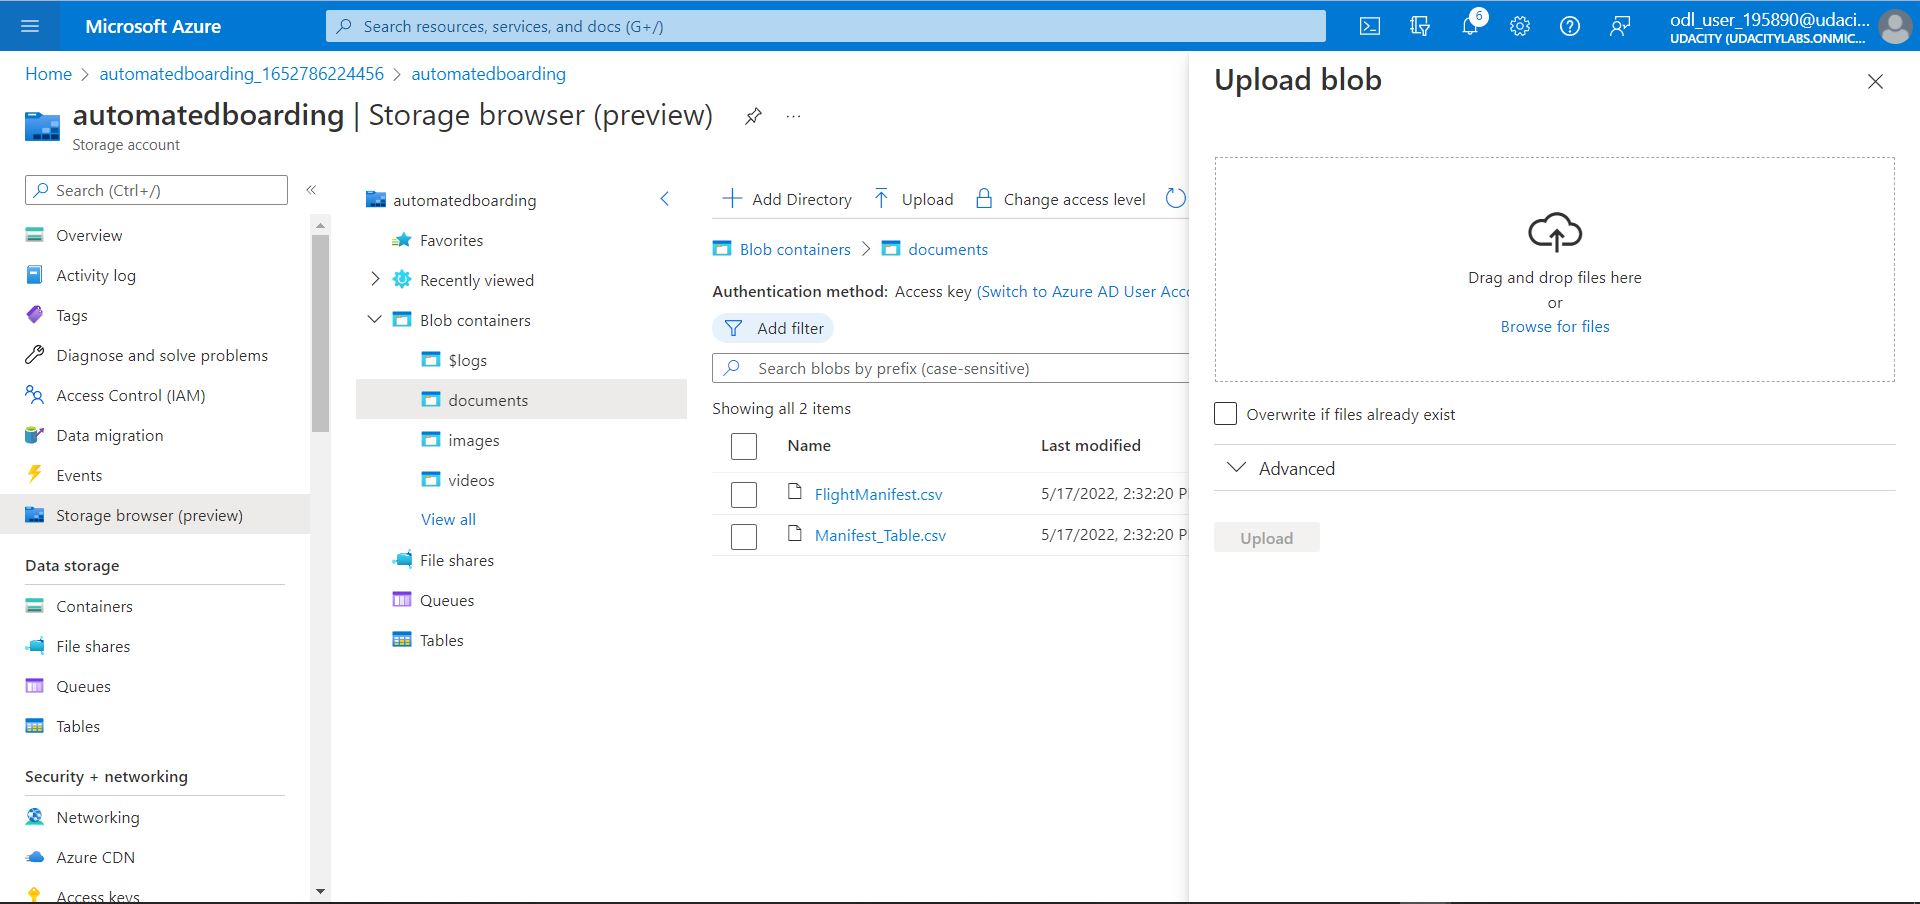 Microsoft Azure
Search resources, services, and docs (G+/)
6
odl_user_195890@udaci...
UDACITY (UDACITYLABS.ONMIC...
Home > automatedboarding_1652786224456 > automatedboarding
automatedboarding | Storage browser (preview)
...
Storage account
Search (Ctrl+/)
«
Overview
Activity log
Tags
Diagnose and solve problems
Access Control (IAM)
Data migration
Events
Storage browser (preview)
Data storage
Containers
File shares
Queues
Tables
Security + networking
Networking
Azure CDN
Access keys
automatedboarding
Favorites
Recently viewed
Blob containers
$logs
documents
images
videos
View all
File shares
Queues
Tables
Add Directory
Upload
Change access level
Blob containers > documents
Authentication method: Access key (Switch to Azure AD User Acco
Add filter
Search blobs by prefix (case-sensitive)
Showing all 2 items
Name
Last modified
FlightManifest.csv
5/17/2022, 2:32:20 P
Manifest_Table.csv
5/17/2022, 2:32:20 P
Upload blob
Drag and drop files here
or
Browse for files
Overwrite if files already exist
Advanced
Upload